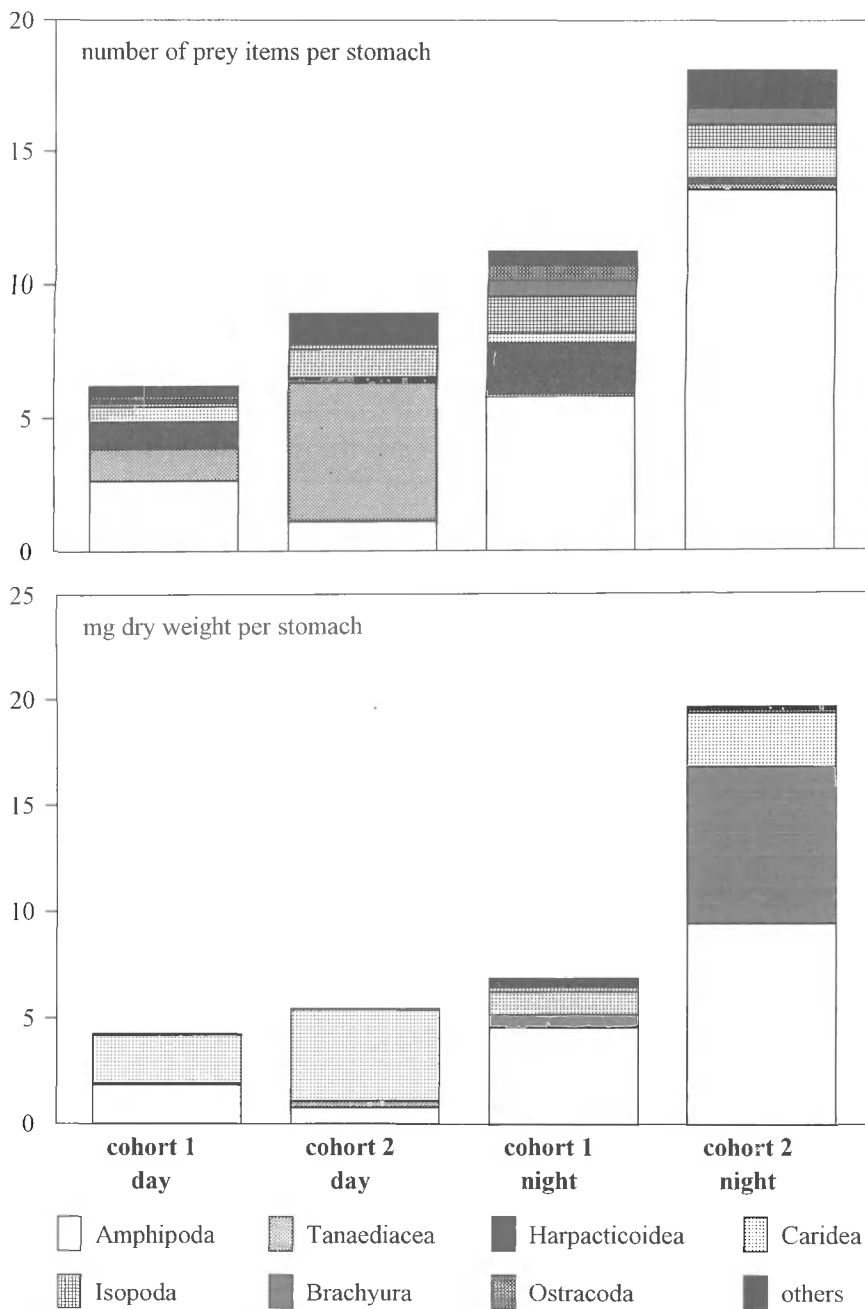 20
number of prey items per stomach
15
10
5
0
25
mg dry weight per stomach
20
15
10
5
0
cohort 1 cohort 2 cohort 1 cohort 2
day day night night
Amphipoda Tanaediacea Harpacticoidea Caridea
Isopoda Brachyura Ostracoda others